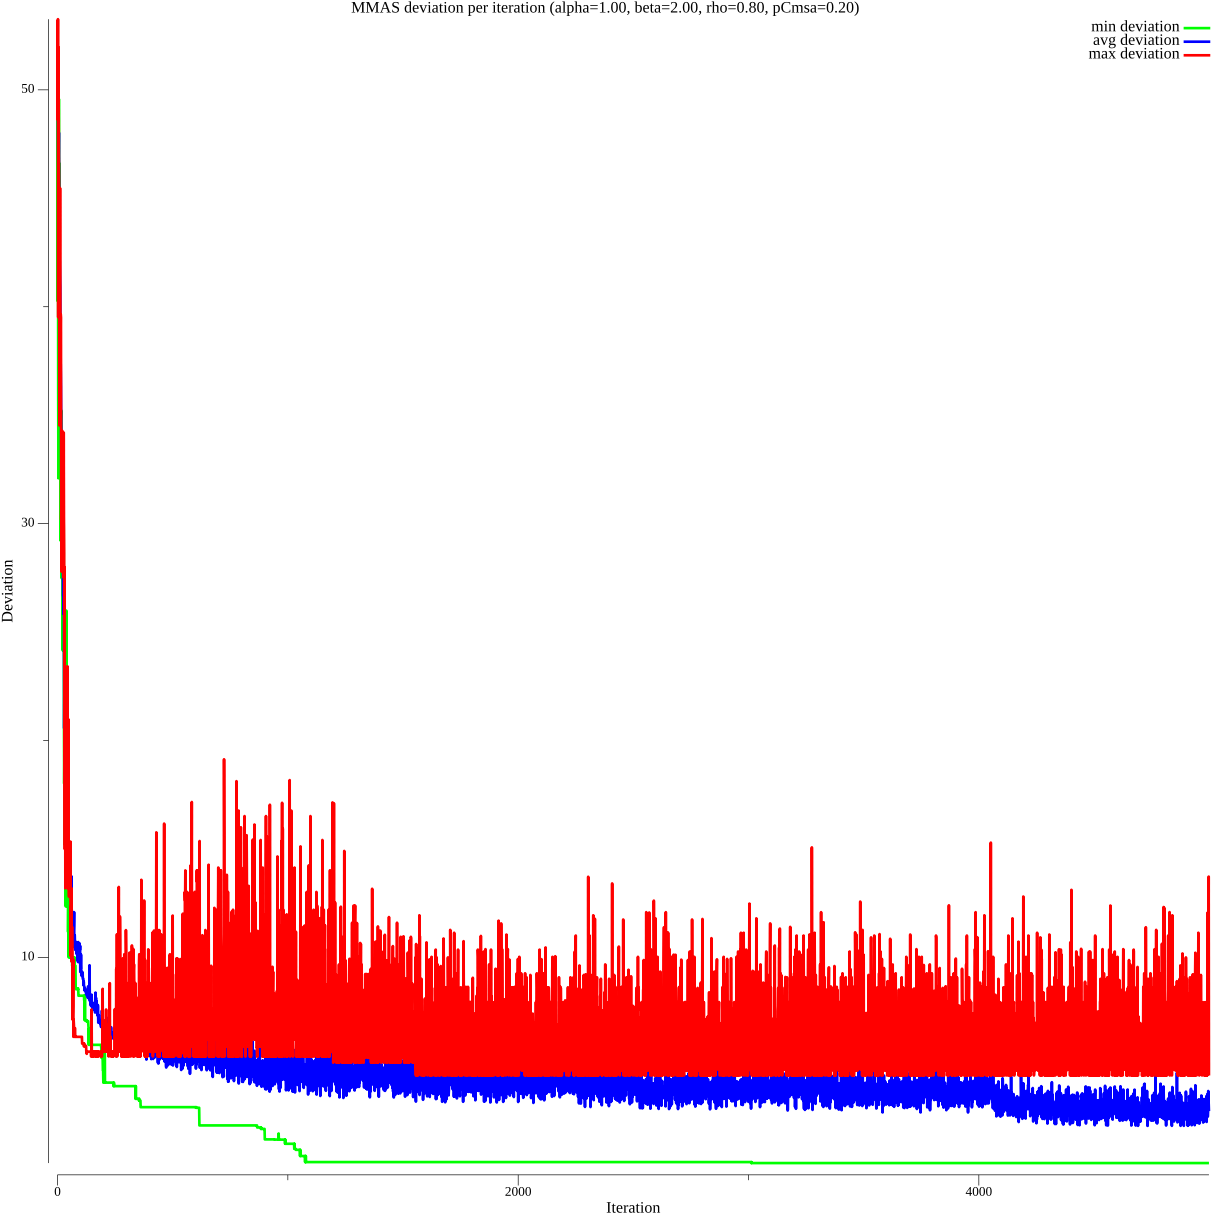 MMAS deviation per iteration (alpha=1.00, beta=2.00, rho=0.80, pCmsa=0.20)
min deviation
avg deviation
max deviation
50
30
10
Deviation
0
2000
4000
Iteration